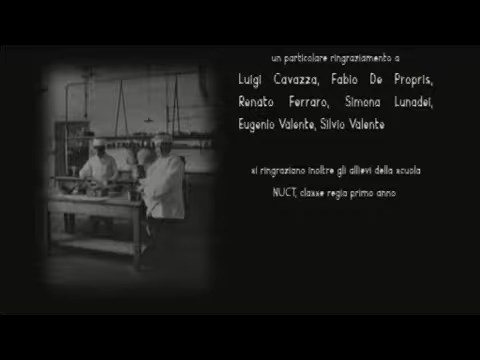 un particolare ringraziamento a
Luigi Cavazza, Fabio De Propris,
Renato Ferraro, Simona Lunadei,
Eugenio Valente, Silvio Valente
si ringraziano inoltre gli allievi della scuola
NUCT, classe regia primo anno